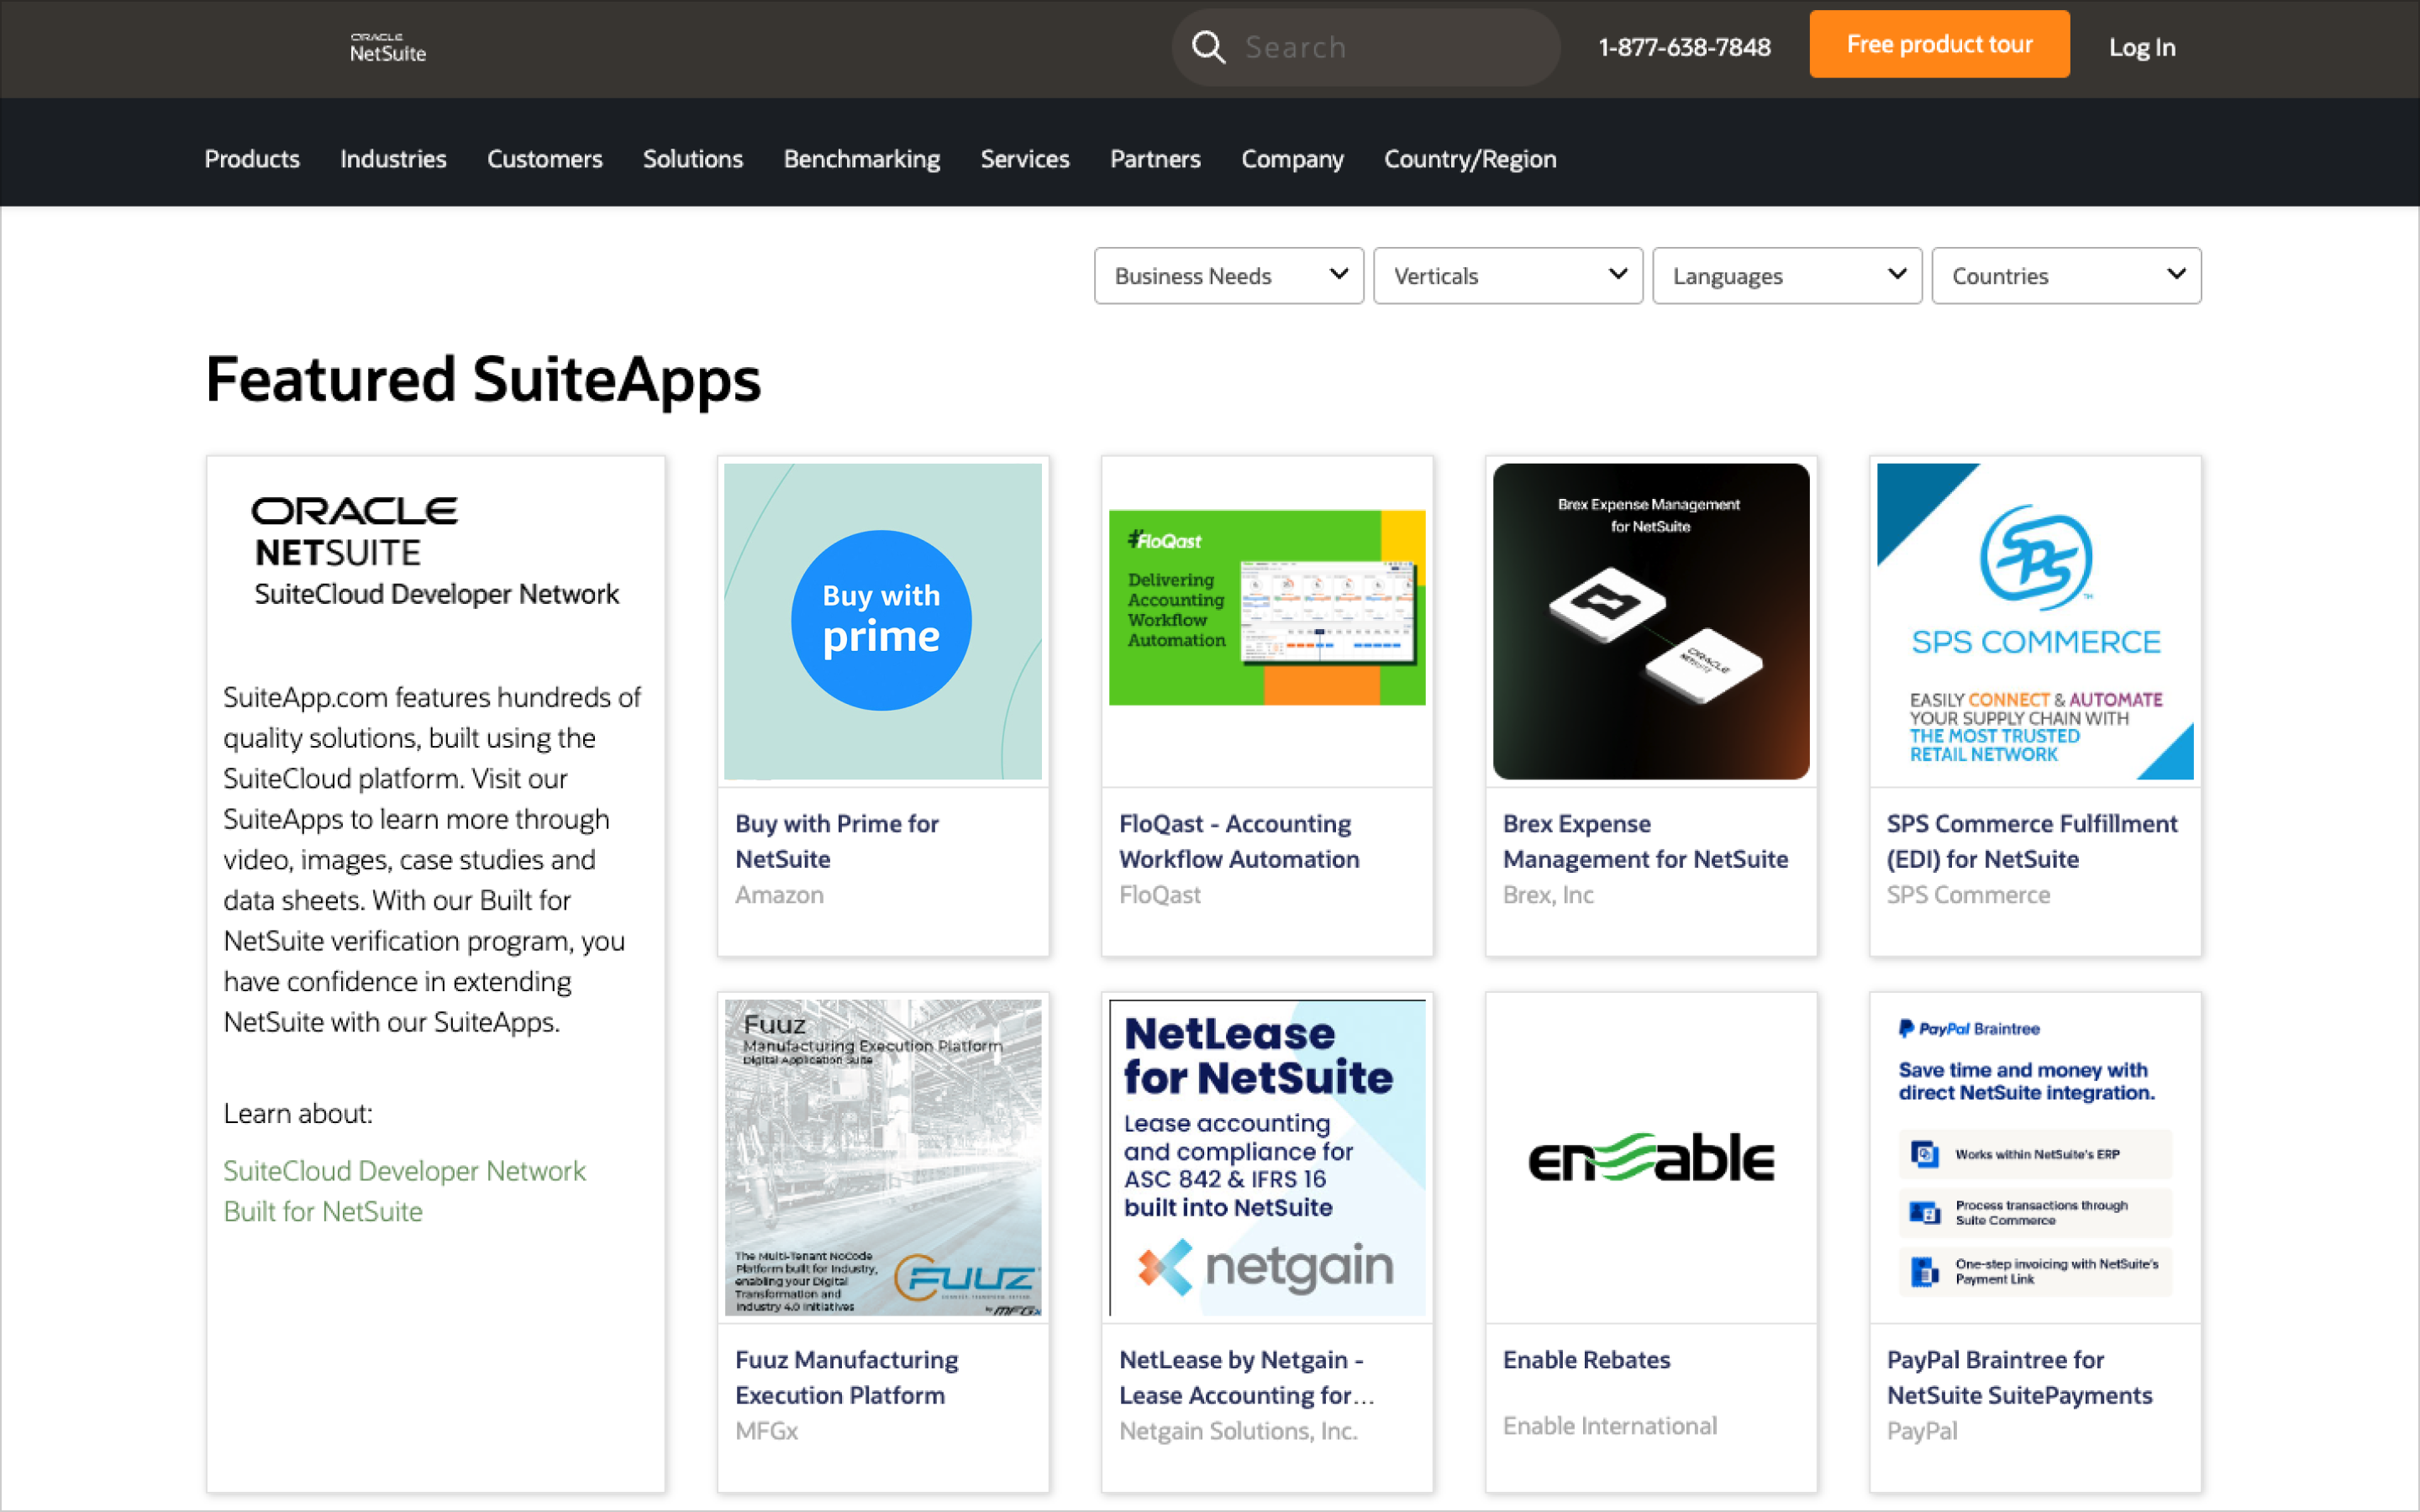 ORACLE
NetSuite
Search
1-877-638-7848
Free product tour
Log In
Products
Industries
Customers
Solutions
Benchmarking
Services
Partners
Company
Country/Region
Business Needs
Verticals
Languages
Countries
Featured SuiteApps
ORACLE
NETSUITE
SuiteCloud Developer Network
SuiteApp.com features hundreds of
quality solutions, built using the
SuiteCloud platform. Visit our
SuiteApps to learn more through
video, images, case studies and
data sheets. With our Built for
NetSuite verification program, you
have confidence in extending
NetSuite with our SuiteApps.
Learn about:
SuiteCloud Developer Network
Built for NetSuite
Buy with
prime
Buy with Prime for
NetSuite
Amazon
FloQast
Delivering
Accounting
Workflow
Automation
FloQast - Accounting
Workflow Automation
FloQast
Brex Expense Management
for NetSuite
ORACLE
NETSUITE
Brex Expense
Management for NetSuite
Brex, Inc
SPS
TM
SPS COMMERCE
EASILY CONNECT & AUTOMATE
YOUR SUPPLY CHAIN WITH
THE MOST TRUSTED
RETAIL NETWORK
SPS Commerce Fulfillment
(EDI) for NetSuite
SPS Commerce
Fuuz
Manufacturing Execution Platform
Digital Application Suite
The Multi-Tenant NoCode
Platform built for Industry,
enabling your Digital
Transformation and
Industry 4.0 Initiatives
FUUZ
by MFGx
Fuuz Manufacturing
Execution Platform
MFGx
NetLease
for NetSuite
Lease accounting
and compliance for
ASC 842 & IFRS 16
built into NetSuite
netgain
NetLease by Netgain -
Lease Accounting for...
Netgain Solutions, Inc.
enable
Enable Rebates
Enable International
PayPal Braintree
Save time and money with
direct NetSuite integration.
Works within NetSuite's ERP
Process transactions through
Suite Commerce
One-step invoicing with NetSuite's
Payment Link
PayPal Braintree for
NetSuite SuitePayments
PayPal